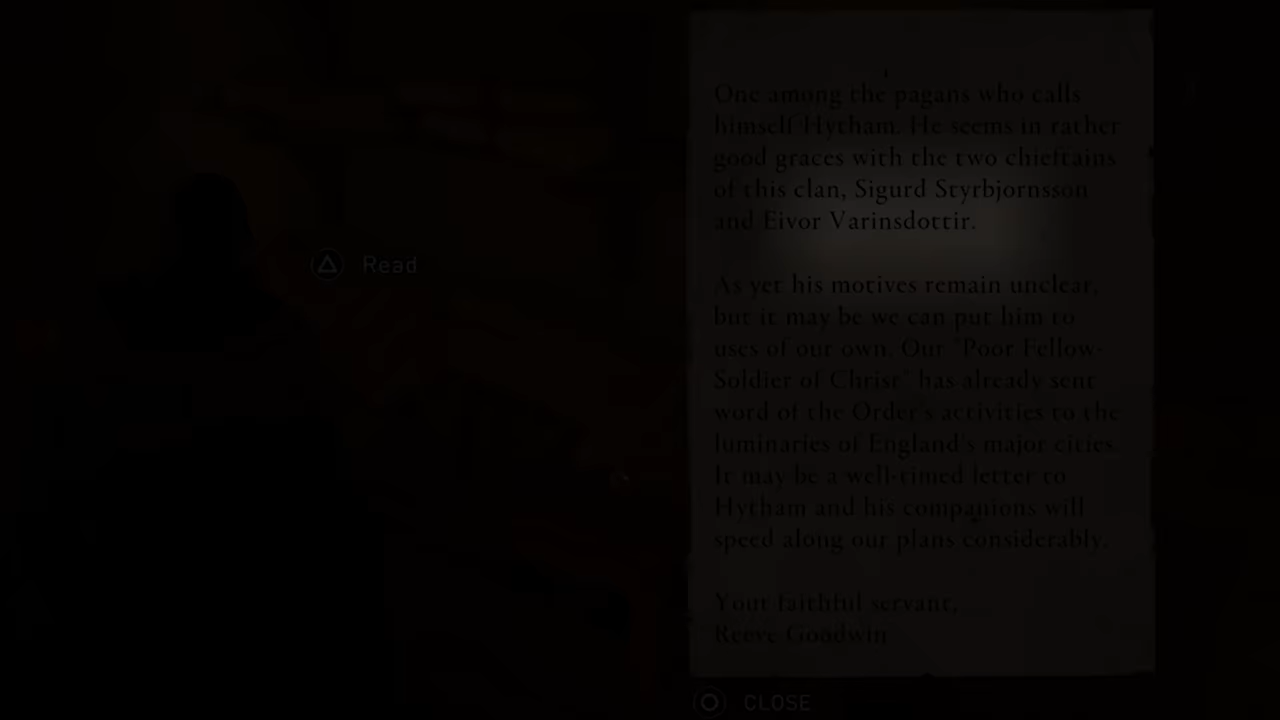 One among the pagans who calls
himself Hytham. He seems in rather
good graces with the two chieftains
of this clan, Sigurd Styrbjornsson
and Eivor Varinsdottir.
As yet his motives remain unclear,
but it may be we can put him to
uses of our own. Our "Poor Fellow-
Soldier of Christ" has already sent
word of the Order's activities to the
luminaries of England's major cities.
It may be a well-timed letter to
Hytham and his companions will
speed along our plans considerably.
Your faithful servant,
Reeve Goodwin
Read
CLOSE